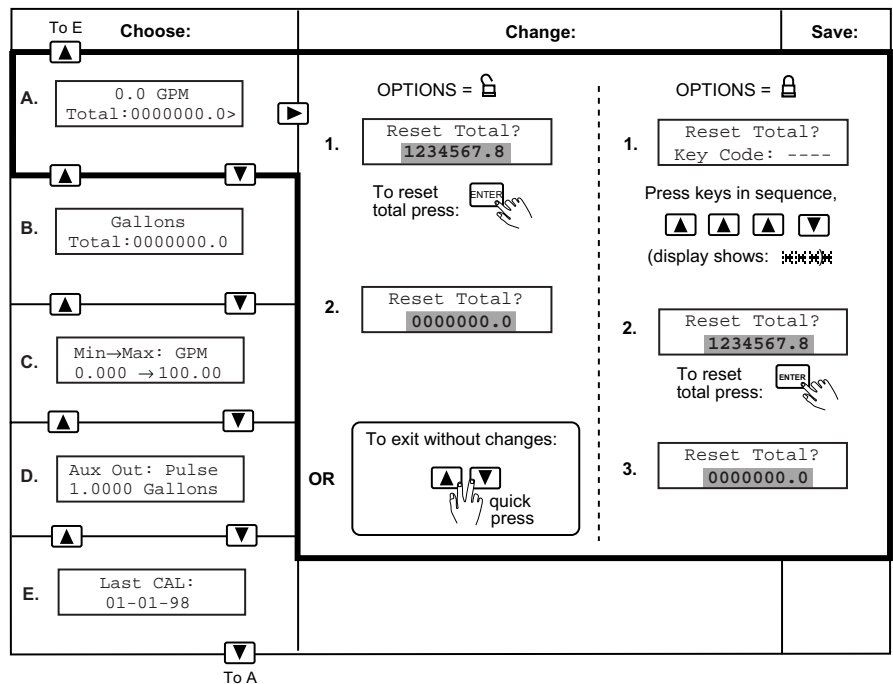 To E
Choose:
Change:
Save:
A.
0.0 GPM
Total:0000000.0>
B.
Gallons
Total:0000000.0
C.
Min→Max: GPM
0.000 →100.00
D.
Aux Out: Pulse
1.0000 Gallons
E.
Last CAL:
01-01-98
To A
OPTIONS =
1.
Reset Total?
1234567.8
To reset
total press:
ENTER
2.
Reset Total?
0000000.0
OR
To exit without changes:
quick
press
OPTIONS =
1.
Reset Total?
Key Code: ----
Press keys in sequence,
(display shows: ****)
2.
Reset Total?
1234567.8
To reset
total press:
ENTER
3.
Reset Total?
0000000.0